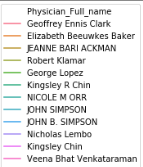 Physician_Full_name
Geoffrey Ennis Clark
Elizabeth Beeuwkes Baker
JEANNE BARI ACKMAN
Robert Klamar
George Lopez
Kingsley R Chin
NICOLE M ORR
JOHN SIMPSON
JOHN B. SIMPSON
Nicholas Lembo
Kingsley Chin
Veena Bhat Venkataraman